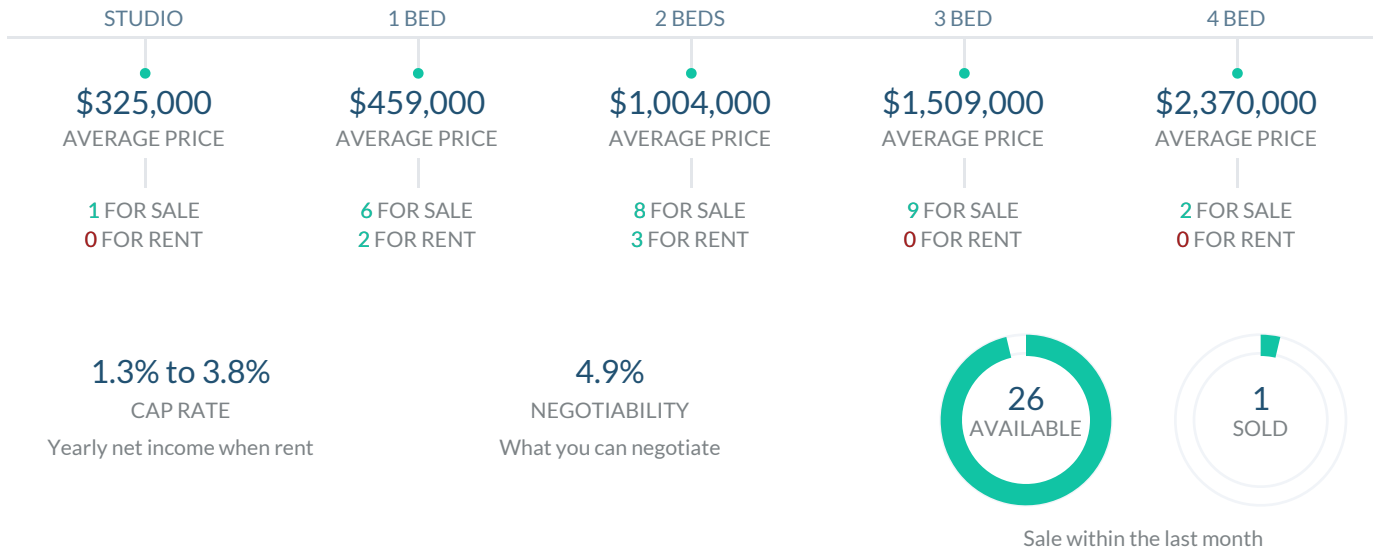 STUDIO
1 BED
2 BEDS
3 BED
4 BED
$325,000
$459,000
$1,004,000
$1,509,000
$2,370,000
AVERAGE PRICE
AVERAGE PRICE
AVERAGE PRICE
AVERAGE PRICE
AVERAGE PRICE
1 FOR SALE
6 FOR SALE
8 FOR SALE
9 FOR SALE
2 FOR SALE
0 FOR RENT
2 FOR RENT
3 FOR RENT
0 FOR RENT
0 FOR RENT
1.3% to 3.8%
CAP RATE
Yearly net income when rent
4.9%
NEGOTIABILITY
What you can negotiate
26
AVAILABLE
1
SOLD
Sale within the last month